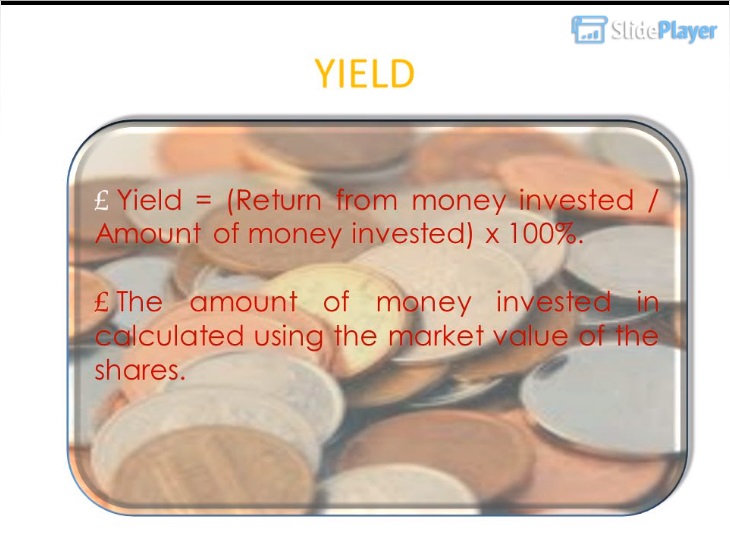 SlidePlayer
YIELD
£ Yield = (Return from money invested /
Amount of money invested) x 100%.
£ The amount of money invested in
calculated using the market value of the
shares.